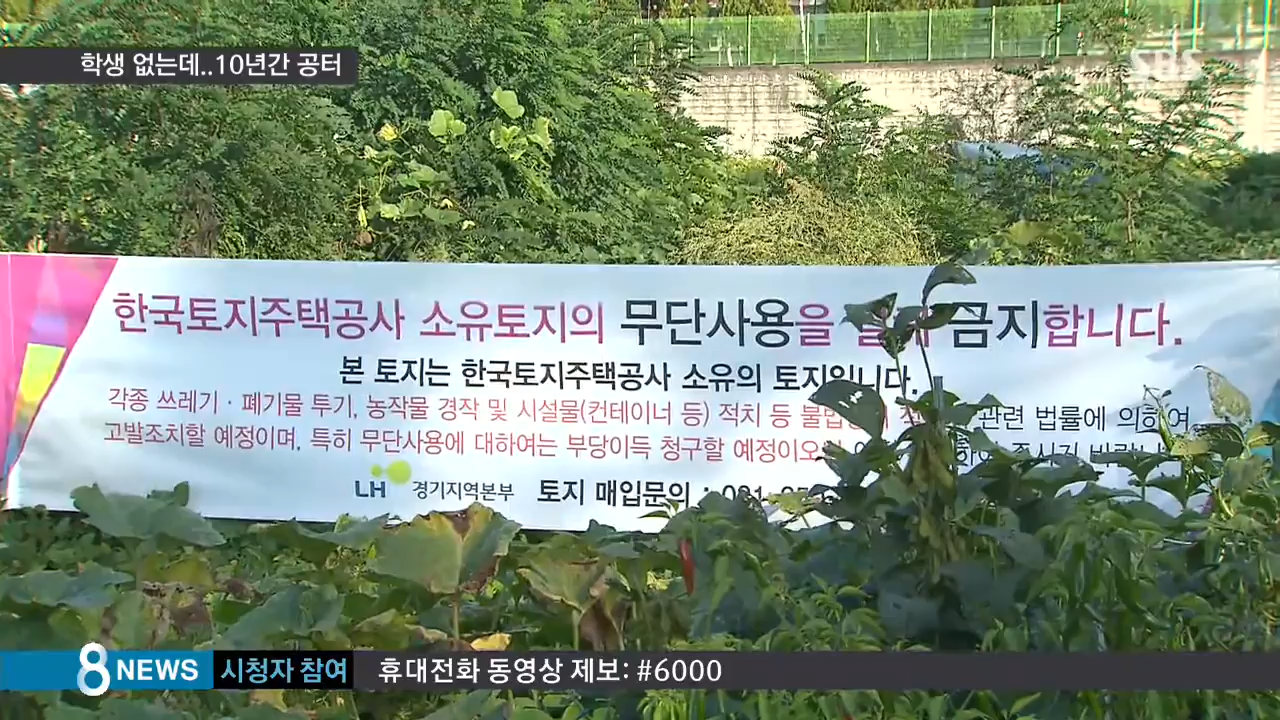 학생 없는데..10년간 공터
SBS
한국토지주택공사 소유토지의 무단사용을 금지합니다.
본 토지는 한국토지주택공사 소유의 토지입니다.
각종 쓰레기·폐기물 투기, 농작물 경작 및 시설물(컨테이너 등) 적치 등 관련 법률에 의하여
고발조치할 예정이며, 특히 무단사용에 대하여는 부당이득 청구할 예정이오니
LH 경기지역본부 토지 매입문의 :
8 NEWS 시청자 참여 휴대전화 동영상 제보: #6000